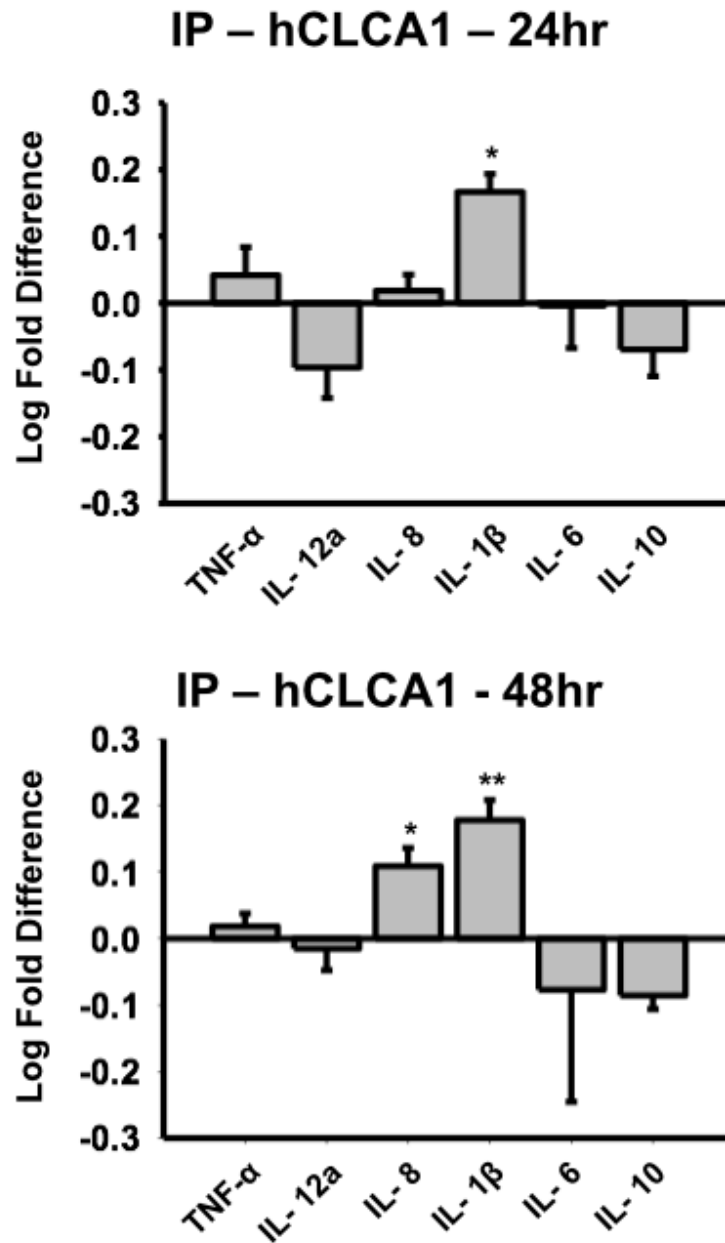 IP – hCLCA1 – 24hr
Log Fold Difference
0.3
0.2
0.1
0.0
-0.1
-0.2
-0.3
*
TNF-α
IL- 12a
IL- 8
IL- 1β
IL- 6
IL- 10
IP – hCLCA1 - 48hr
Log Fold Difference
0.3
0.2
0.1
0.0
-0.1
-0.2
-0.3
*
**
TNF-α
IL- 12a
IL- 8
IL- 1β
IL- 6
IL- 10